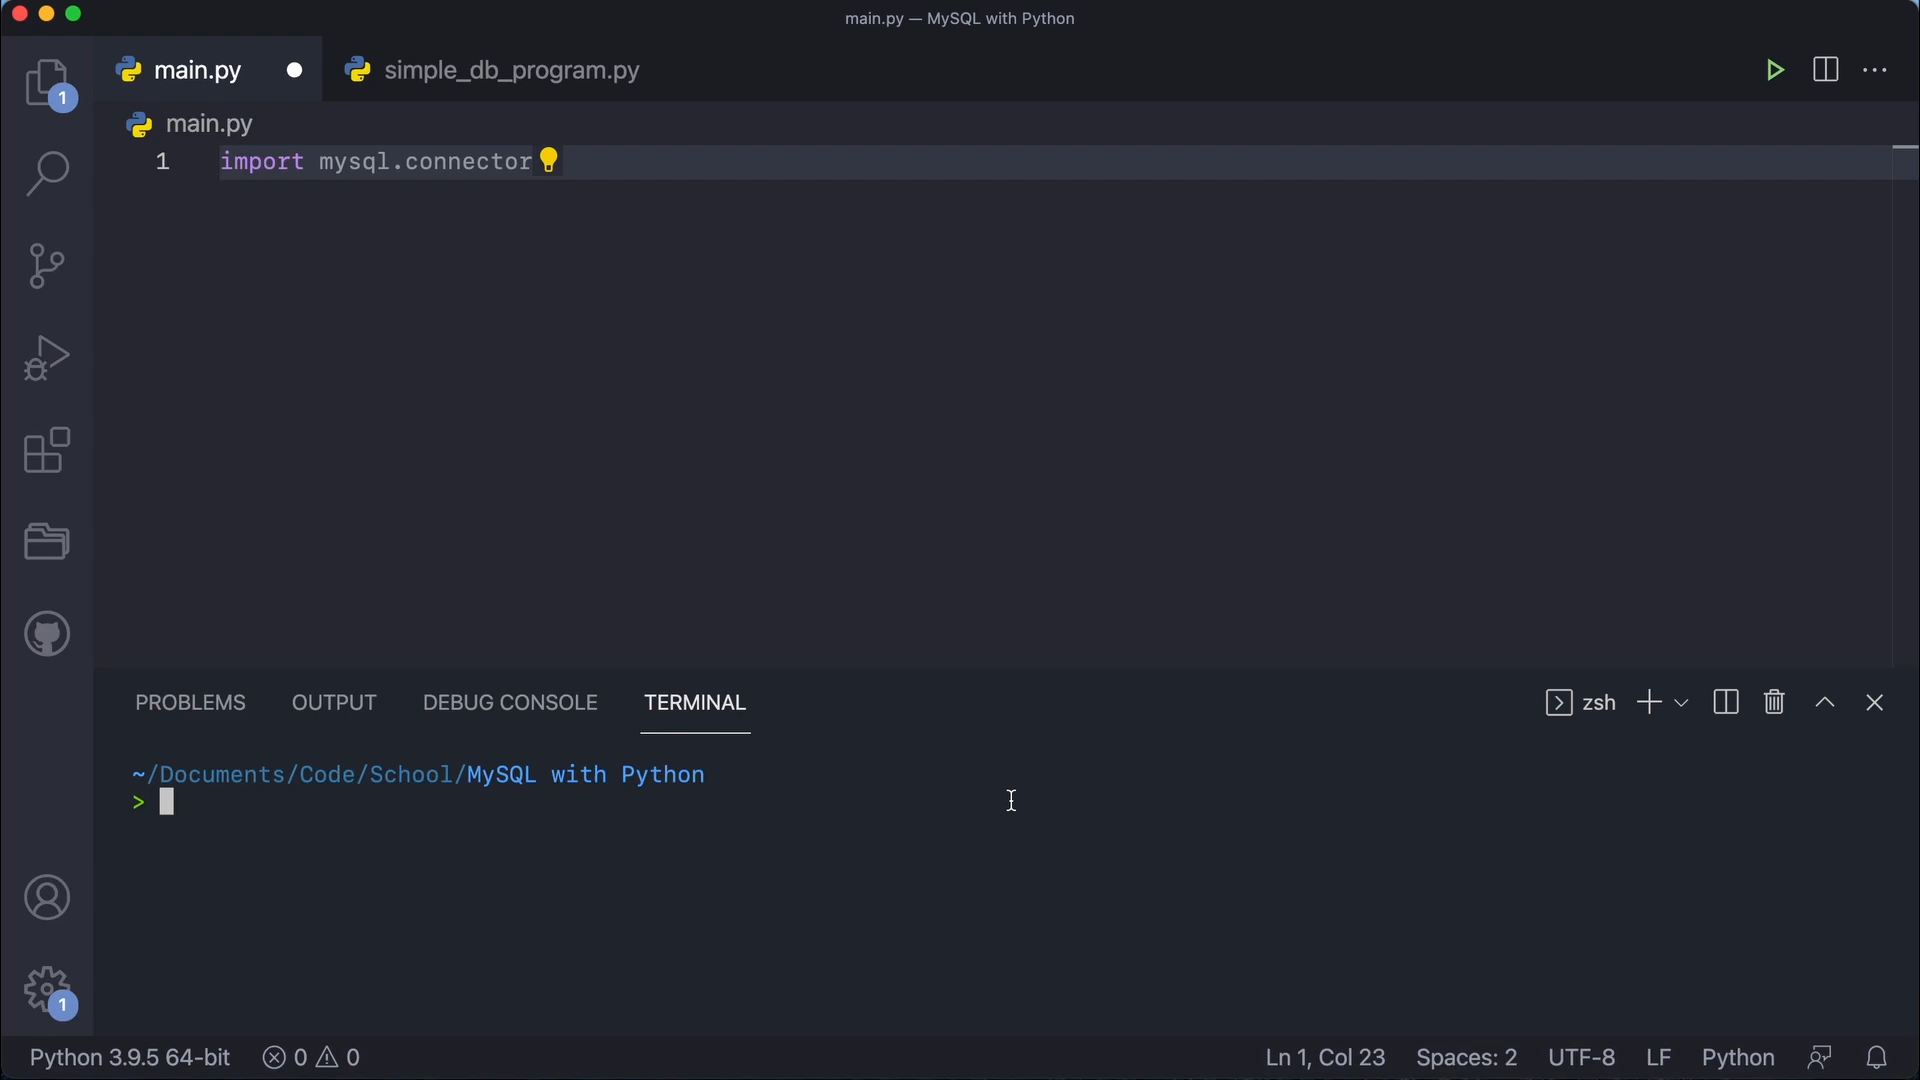 main.py — MySQL with Python
main.py
simple_db_program.py
1
main.py
1 import mysql.connector
PROBLEMS OUTPUT DEBUG CONSOLE TERMINAL
zsh
~/Documents/Code/School/MySQL with Python
>
1
Python 3.9.5 64-bit 0 0 Ln 1, Col 23 Spaces: 2 UTF-8 LF Python